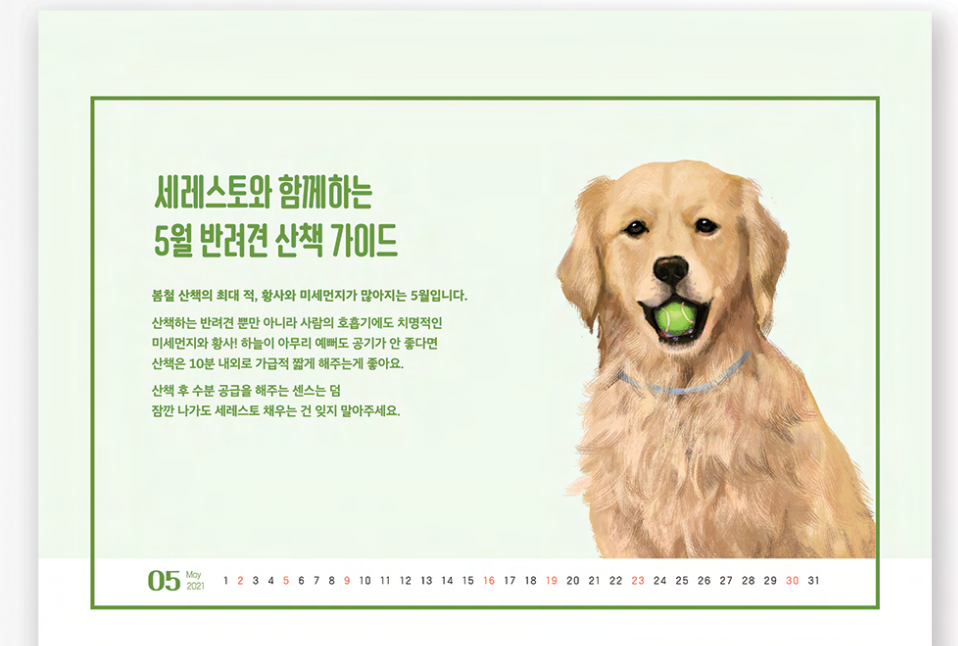 세레스토와 함께하는
5월 반려견 산책 가이드
봄철 산책의 최대 적, 황사와 미세먼지가 많아지는 5월입니다.
산책하는 반려견 뿐만 아니라 사람의 호흡기에도 치명적인
미세먼지와 황사! 하늘이 아무리 예뻐도 공기가 안 좋다면
산책은 10분 내외로 가급적 짧게 해주는게 좋아요.
산책 후 수분 공급을 해주는 센스는 덤
잠깐 나가도 세레스토 채우는 건 잊지 말아주세요.
05 May 2021 1 2 3 4 5 6 7 8 9 10 11 12 13 14 15 16 17 18 19 20 21 22 23 24 25 26 27 28 29 30 31